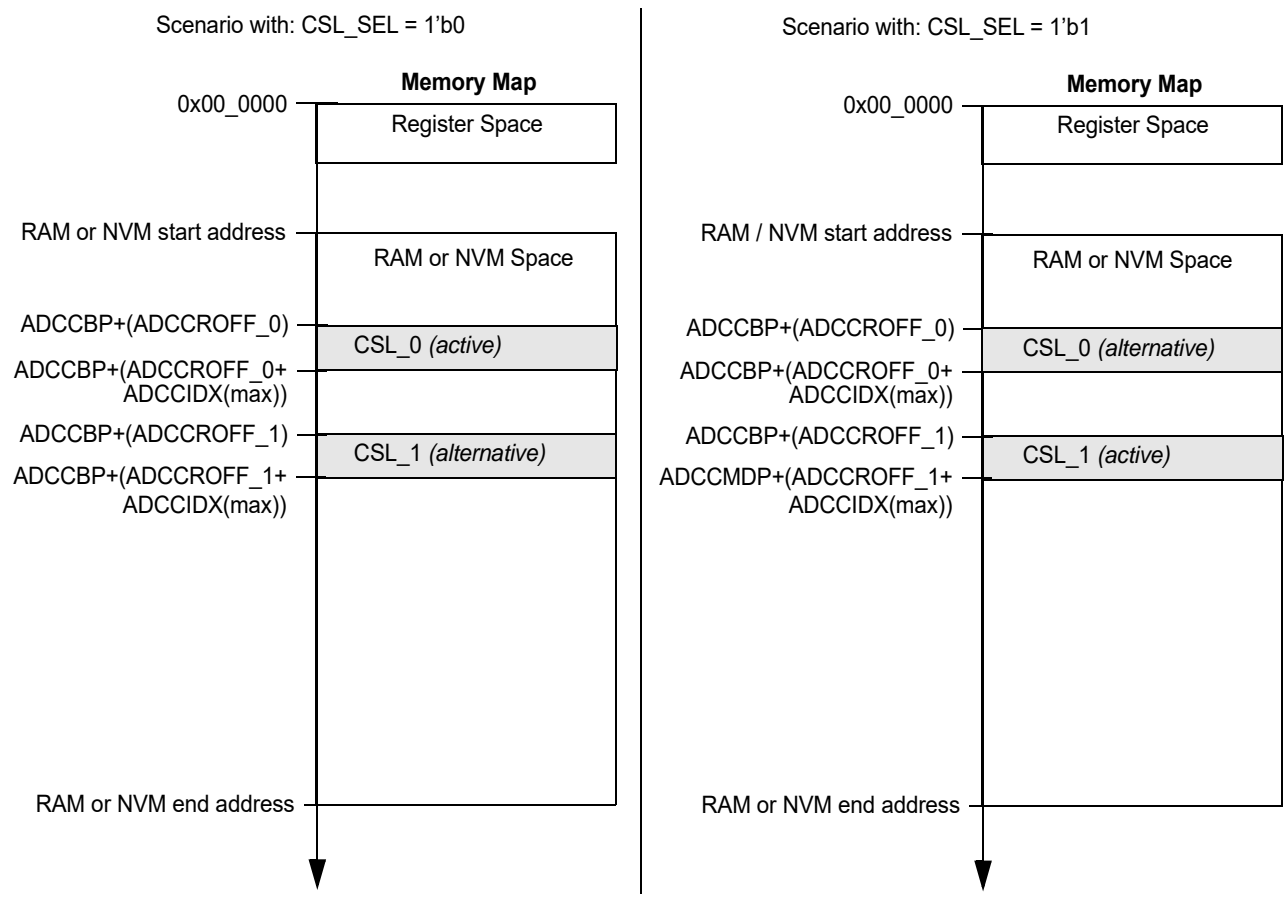 Scenario with: CSL_SEL = 1’b0
Memory Map
0x00_0000
Register Space
RAM or NVM start address
RAM or NVM Space
ADCCBP+(ADCCROFF_0)
CSL_0 (active)
ADCCBP+(ADCCROFF_0+
ADCCIDX(max))
ADCCBP+(ADCCROFF_1)
CSL_1 (alternative)
ADCCBP+(ADCCROFF_1+
ADCCIDX(max))
RAM or NVM end address
Scenario with: CSL_SEL = 1’b1
Memory Map
0x00_0000
Register Space
RAM / NVM start address
RAM or NVM Space
ADCCBP+(ADCCROFF_0)
CSL_0 (alternative)
ADCCBP+(ADCCROFF_0+
ADCCIDX(max))
ADCCBP+(ADCCROFF_1)
CSL_1 (active)
ADCCMDP+(ADCCROFF_1+
ADCCIDX(max))
RAM or NVM end address